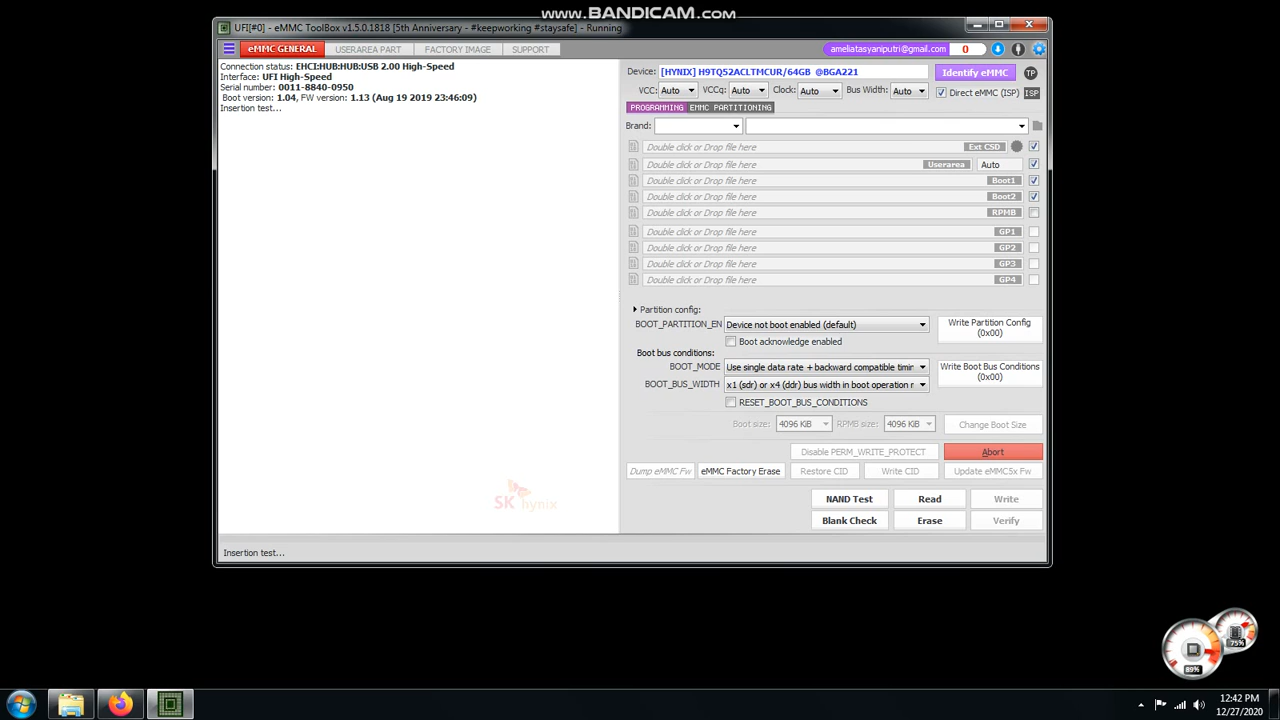 www.BANDICAM.com
UFI[#0] - eMMC ToolBox v1.5.0.1818 [5th Anniversary - #keepworking #staysafe] - Running
eMMC GENERAL USERAREA PART FACTORY IMAGE SUPPORT
ameliatasyaniputri@gmail.com 0
Connection status: EHCI:HUB:HUB:USB 2.00 High-Speed
Interface: UFI High-Speed
Serial number: 0011-8840-0950
Boot version: 1.04, FW version: 1.13 (Aug 19 2019 23:46:09)
Insertion test...
Device: [HYNIX] H9TQ52ACLTMCUR/64GB @BGA221 Identify eMMC TP
VCC: Auto VCCq: Auto Clock: Auto Bus Width: Auto Direct eMMC (ISP) ISP
PROGRAMMING EMMC PARTITIONING
Brand:
Double click or Drop file here Ext CSD
Double click or Drop file here Userarea Auto
Double click or Drop file here Boot1
Double click or Drop file here Boot2
Double click or Drop file here RPMB
Double click or Drop file here GP1
Double click or Drop file here GP2
Double click or Drop file here GP3
Double click or Drop file here GP4
Partition config:
BOOT_PARTITION_EN Device not boot enabled (default) Write Partition Config (0x00)
Boot acknowledge enabled
Boot bus conditions:
BOOT_MODE Use single data rate + backward compatible timin Write Boot Bus Conditions (0x00)
BOOT_BUS_WIDTH x1 (sdr) or x4 (ddr) bus width in boot operation r
RESET_BOOT_BUS_CONDITIONS
Boot size: 4096 KiB RPMB size: 4096 KiB Change Boot Size
Disable PERM_WRITE_PROTECT Abort
Dump eMMC Fw eMMC Factory Erase Restore CID Write CID Update eMMC5x Fw
SK hynix
NAND Test Read Write
Blank Check Erase Verify
Insertion test...
75%
89%
12:42 PM
12/27/2020